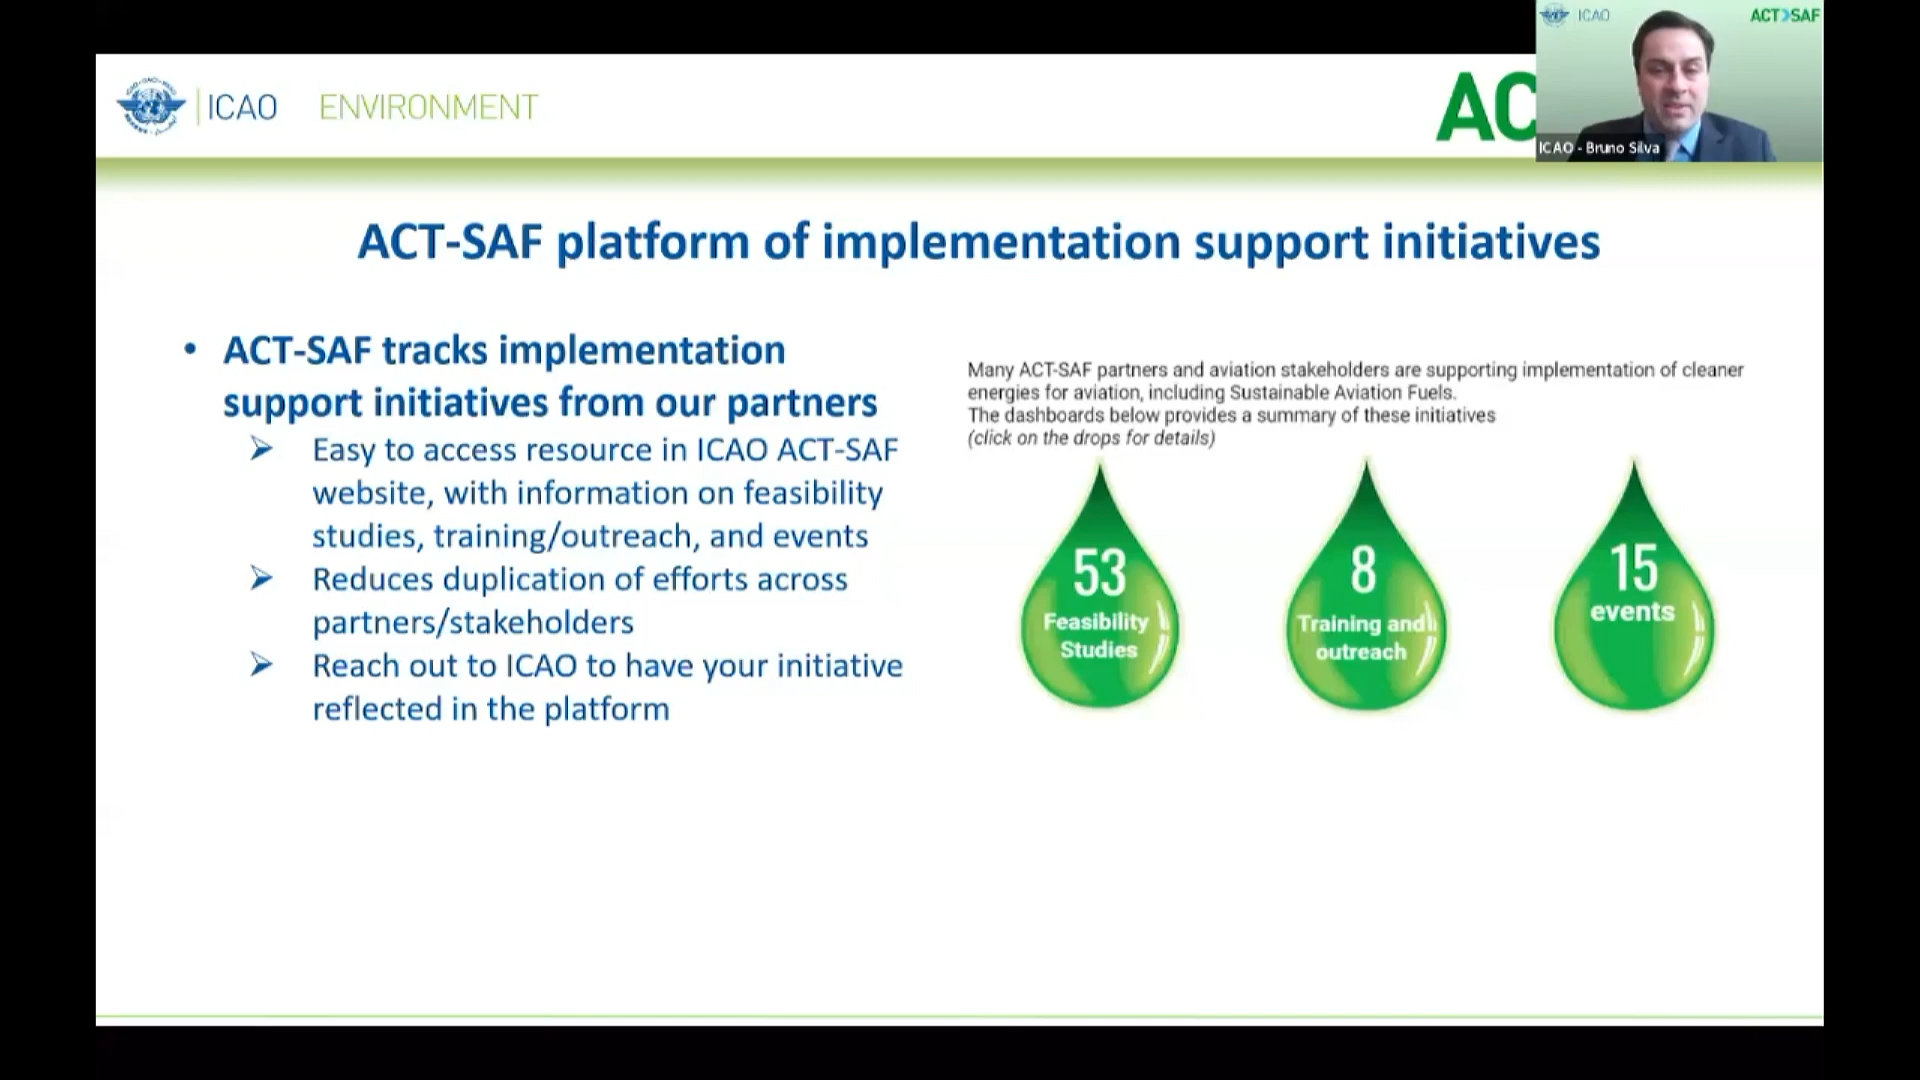 ICAO
ACT SAF
ICAO ENVIRONMENT
AC
ICAO - Bruno Silva
ACT-SAF platform of implementation support initiatives
• ACT-SAF tracks implementation
support initiatives from our partners
Easy to access resource in ICAO ACT-SAF
website, with information on feasibility
studies, training/outreach, and events
Reduces duplication of efforts across
partners/stakeholders
Reach out to ICAO to have your initiative
reflected in the platform
Many ACT-SAF partners and aviation stakeholders are supporting implementation of cleaner
energies for aviation, including Sustainable Aviation Fuels.
The dashboards below provides a summary of these initiatives
(click on the drops for details)
53
Feasibility
Studies
8
Training and
outreach
15
events